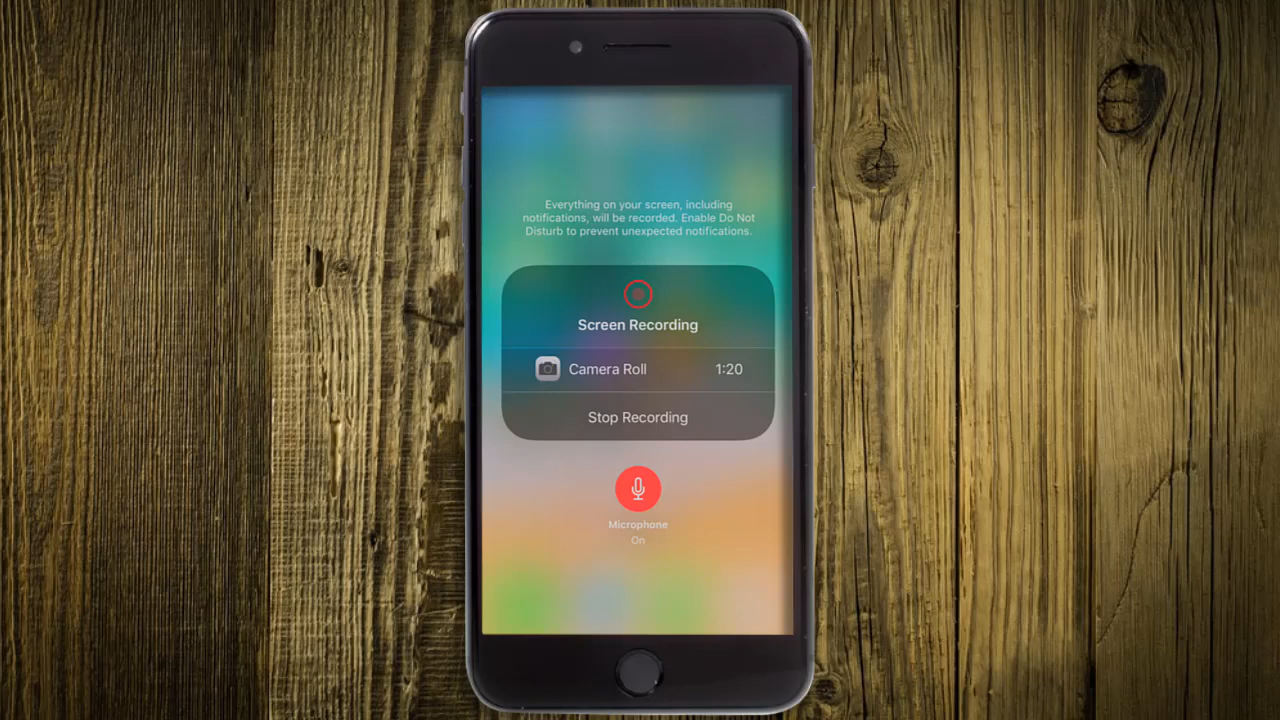 Everything on your screen, including
notifications, will be recorded. Enable Do Not
Disturb to prevent unexpected notifications.
Screen Recording
Camera Roll 1:20
Stop Recording
Microphone
On